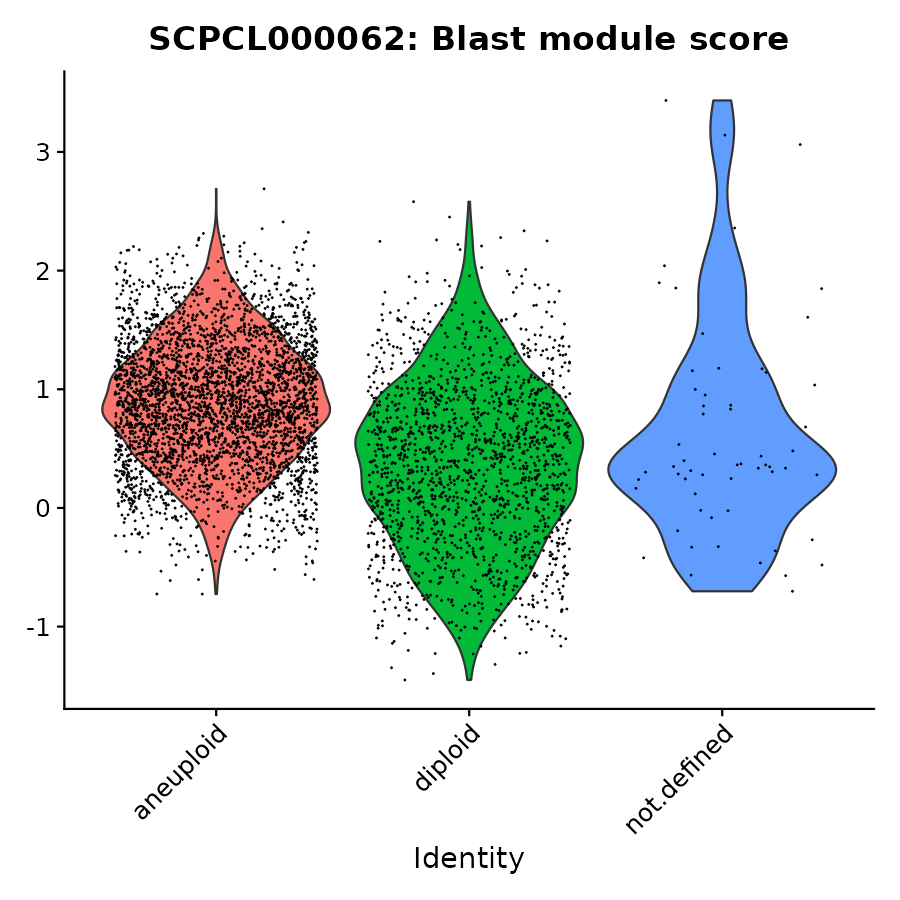 SCPCL000062: Blast module score
3
2
1
0
-1
aneuploid
diploid
not.defined
Identity